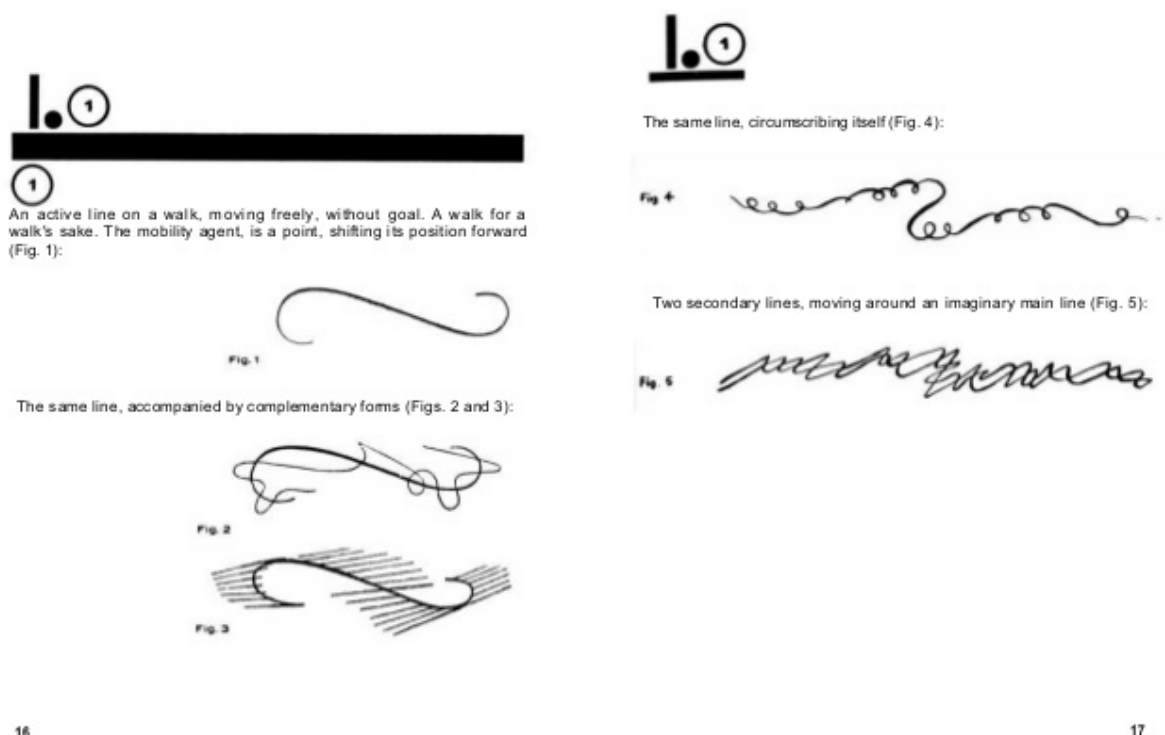 I.1
1
An active line on a walk, moving freely, without goal. A walk for a
walk's sake. The mobility agent, is a point, shifting its position forward
(Fig. 1):
Fig. 1
The same line, accompanied by complementary forms (Figs. 2 and 3):
Fig. 2
Fig. 3
16
I.1
The same line, circumscribing itself (Fig. 4):
Fig 4
Two secondary lines, moving around an imaginary main line (Fig. 5):
Fig. 5
17